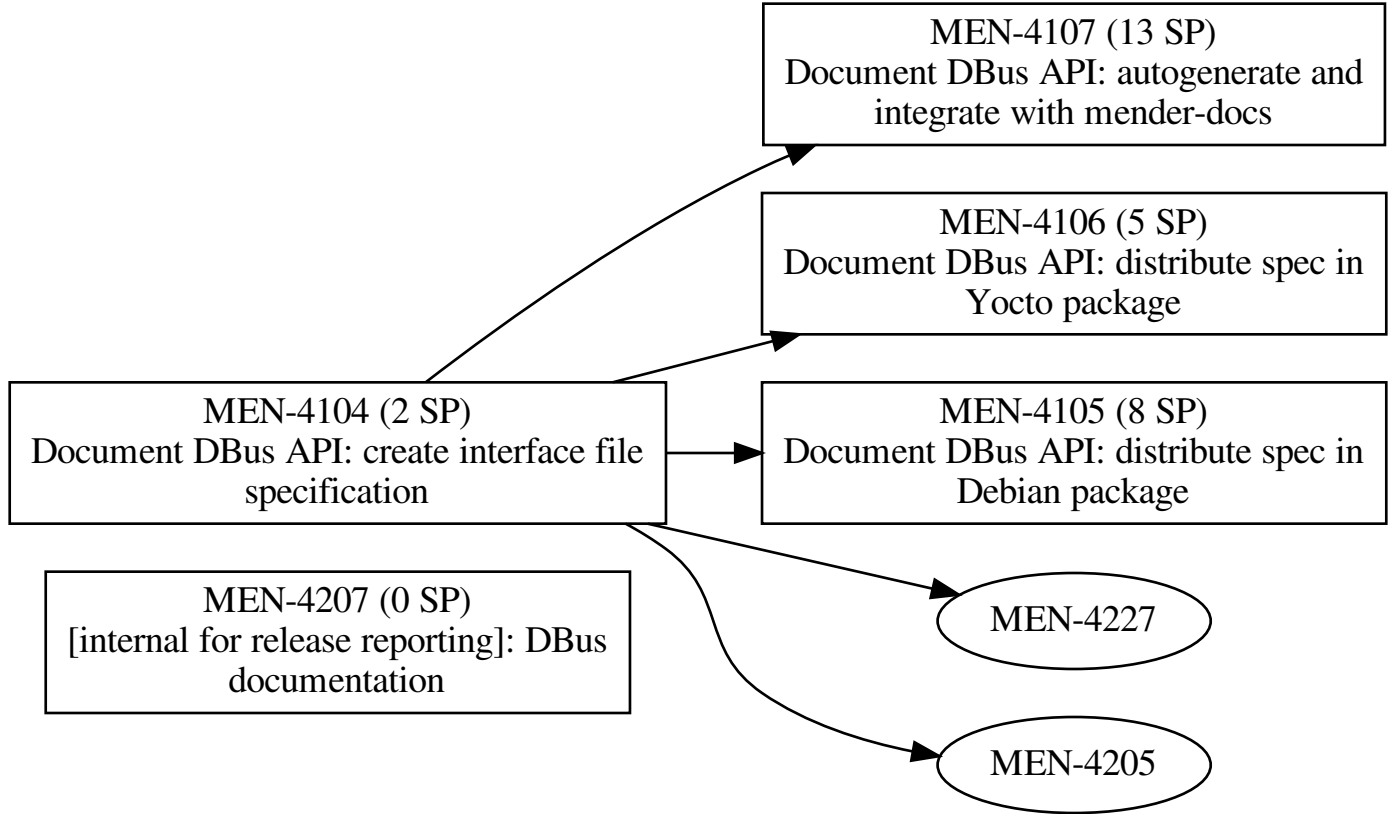 MEN-4107 (13 SP)
Document DBus API: autogenerate and
integrate with mender-docs
MEN-4106 (5 SP)
Document DBus API: distribute spec in
Yocto package
MEN-4104 (2 SP)
Document DBus API: create interface file
specification
MEN-4105 (8 SP)
Document DBus API: distribute spec in
Debian package
MEN-4207 (0 SP)
[internal for release reporting]: DBus
documentation
MEN-4227
MEN-4205